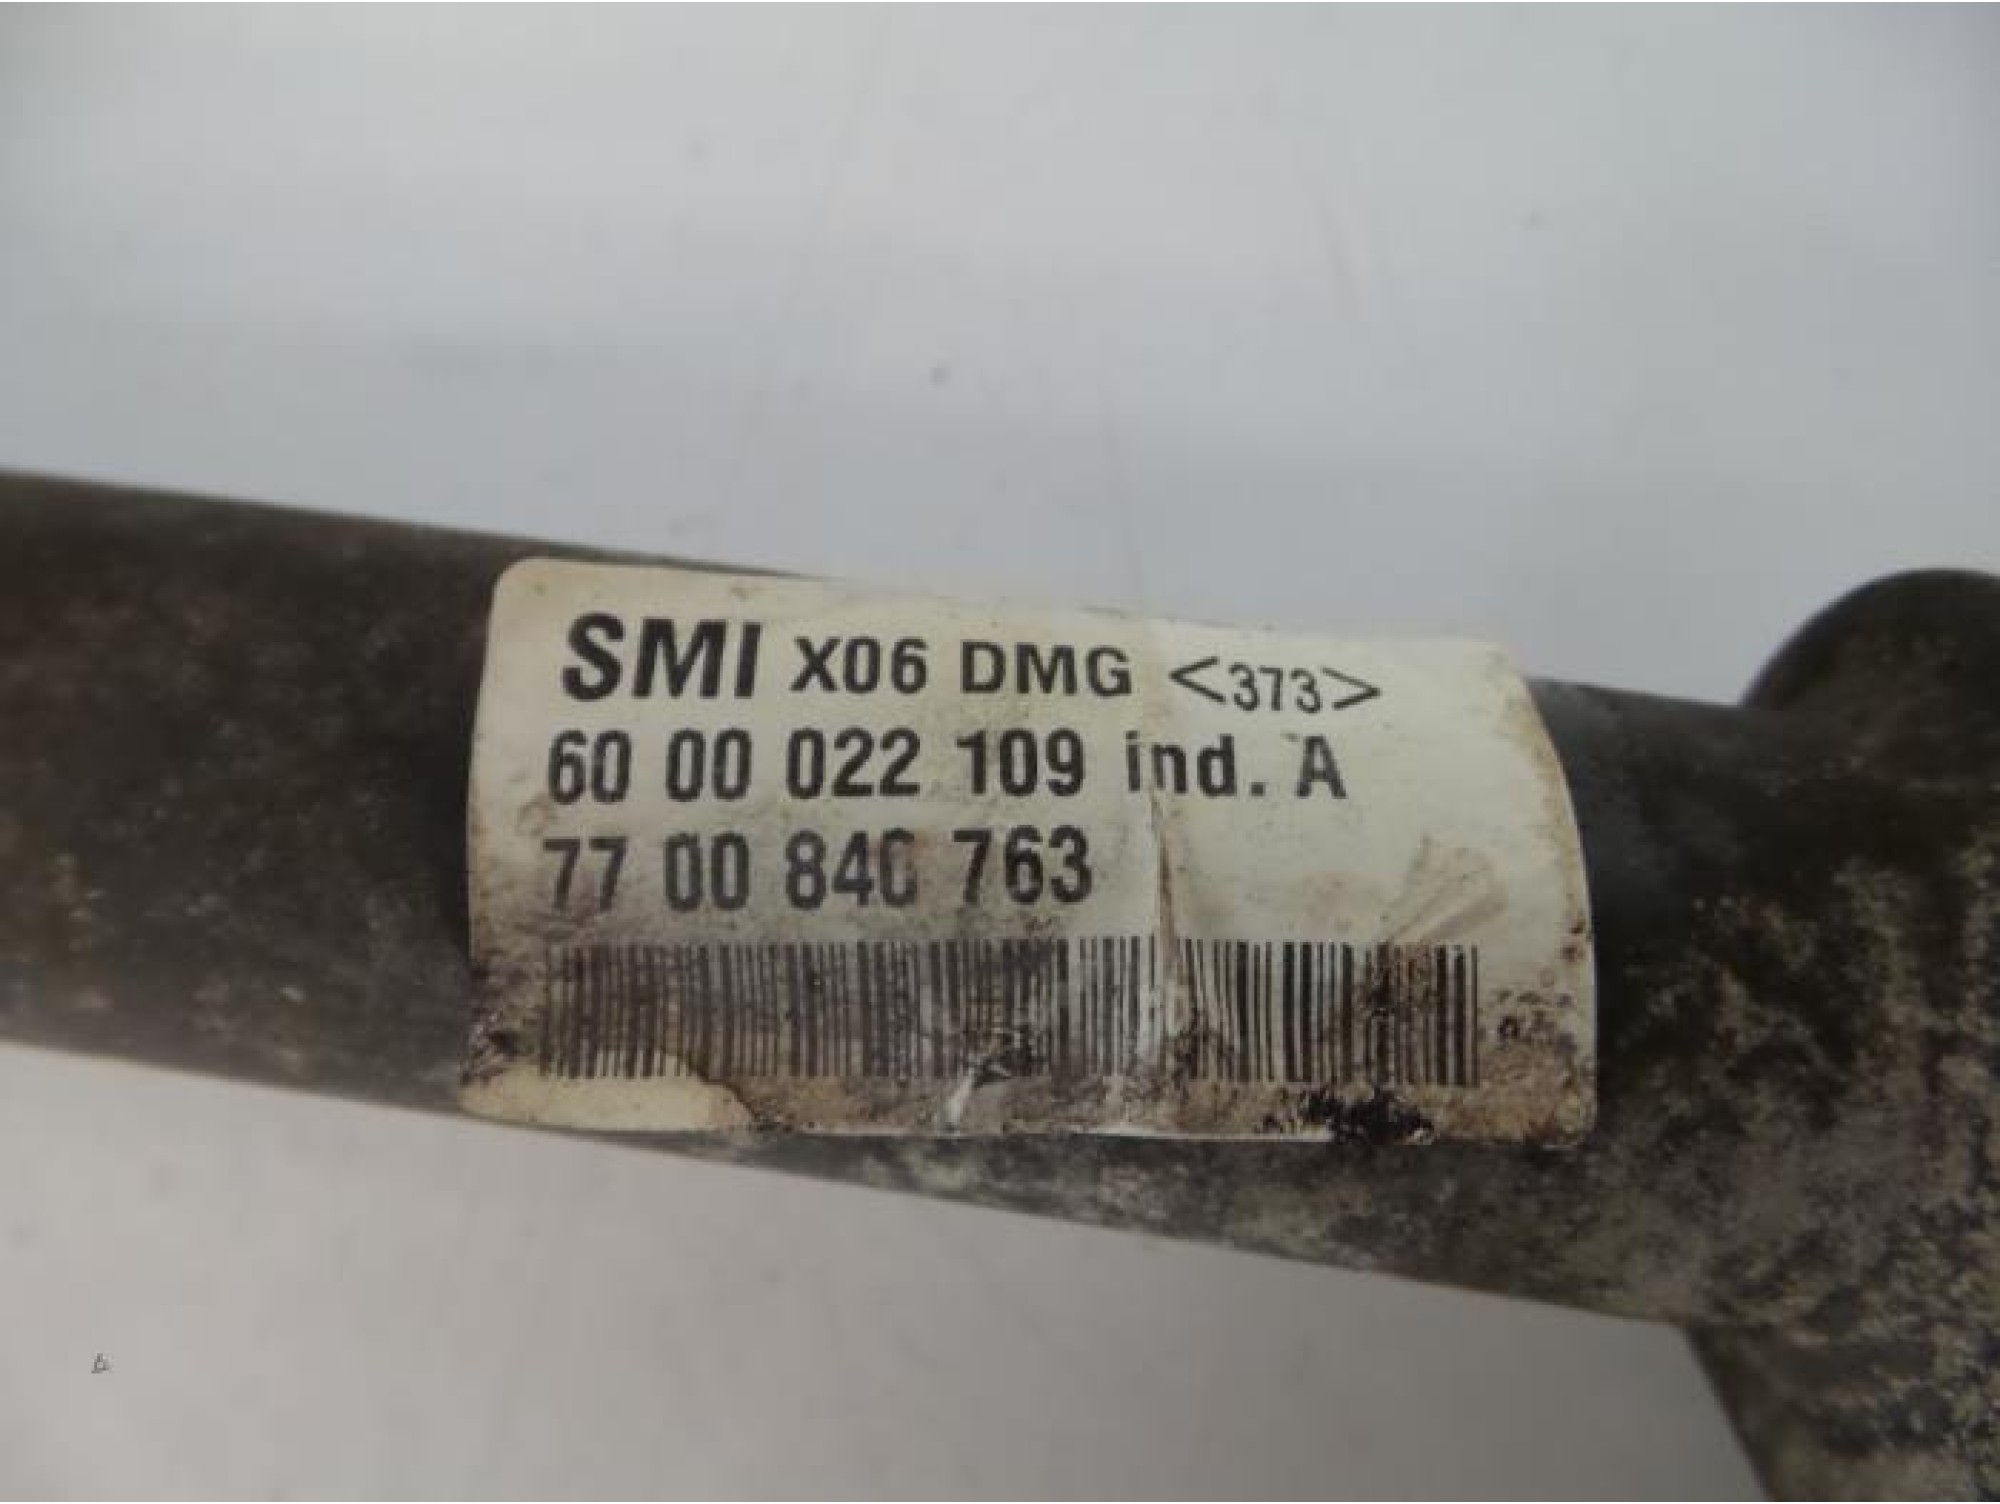 SMI X06 DMG <373>
60 00 022 109 ind. A
77 00 840 763